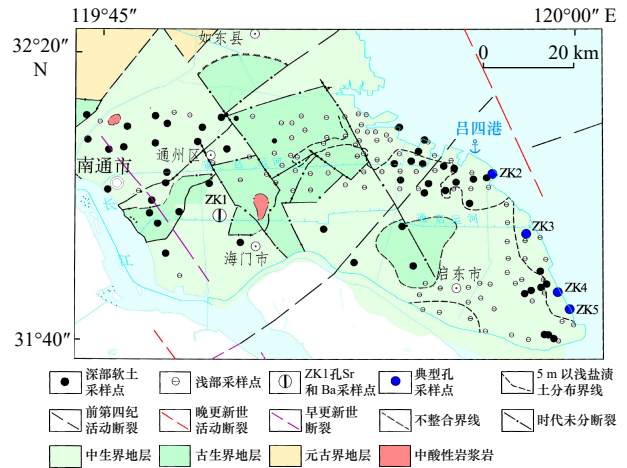 119°45″
120°00″ E
32°20″
N
如东县
0 20 km
吕四港
通州区
南通市
ZK2
ZK1
长
ZK3
海门市
江
启东市
ZK4
ZK5
31°40″
深部软土
采样点
浅部采样点
ZK1孔Sr
和 Ba采样点
典型孔
采样点
5 m 以浅盐渍
土分布界线
前第四纪
活动断裂
晚更新世
活动断裂
早更新世
断裂
不整合界线
时代未分断裂
中生界地层
古生界地层
元古界地层
中酸性岩浆岩